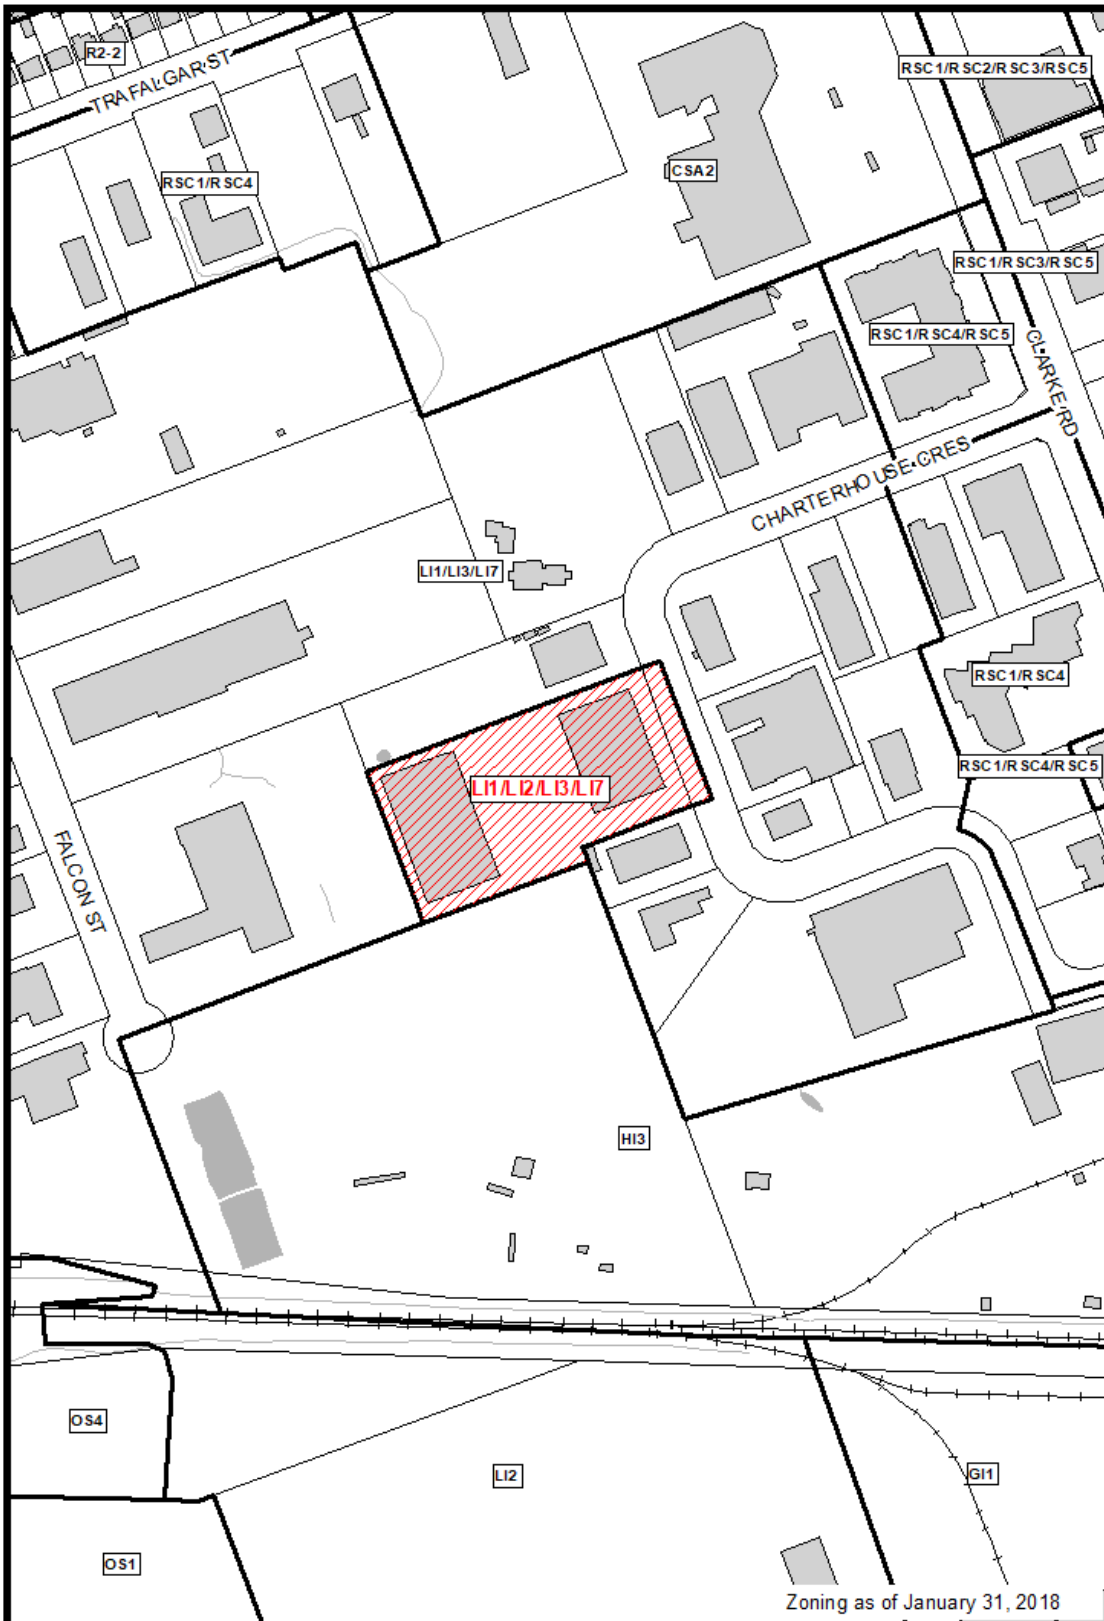 R2-2
TRAFALGAR ST
RSC1/RSC2/RSC3/RSC5
RSC1/RSC4
CSA2
RSC1/RSC3/RSC5
RSC1/RSC4/RSC5
CLARKE RD
CHARTERHOUSE CRES
LI1/LI3/LI7
RSC1/RSC4
RSC1/RSC4/RSC5
LI1/LI2/LI3/LI7
FALCON ST
HI3
OS4
LI2
GI1
OS1
Zoning as of January 31, 2018